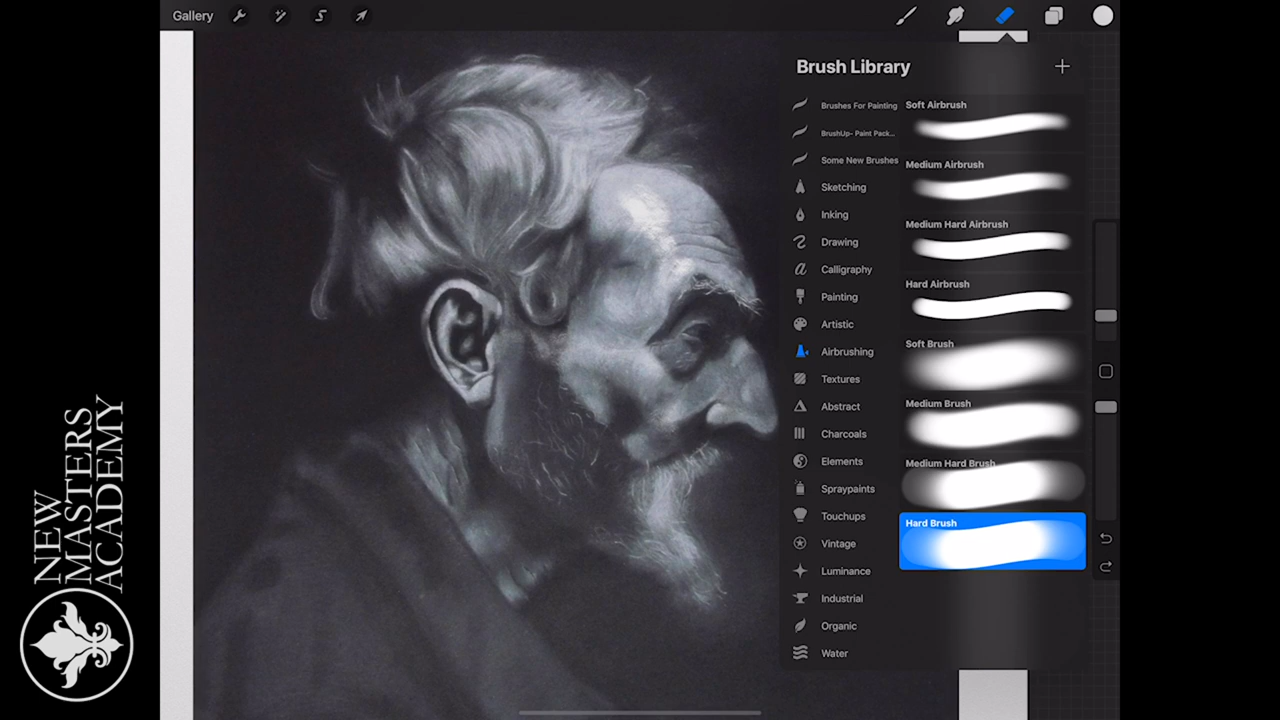 Gallery
Brush Library
Brushes For Painting
BrushUp- Paint Pack...
Some New Brushes
Sketching
Inking
Drawing
Calligraphy
Painting
Artistic
Airbrushing
Textures
Abstract
Charcoals
Elements
Spraypaints
Touchups
Vintage
Luminance
Industrial
Organic
Water
Soft Airbrush
Medium Airbrush
Medium Hard Airbrush
Hard Airbrush
Soft Brush
Medium Brush
Medium Hard Brush
Hard Brush
NEW
MASTERS
ACADEMY